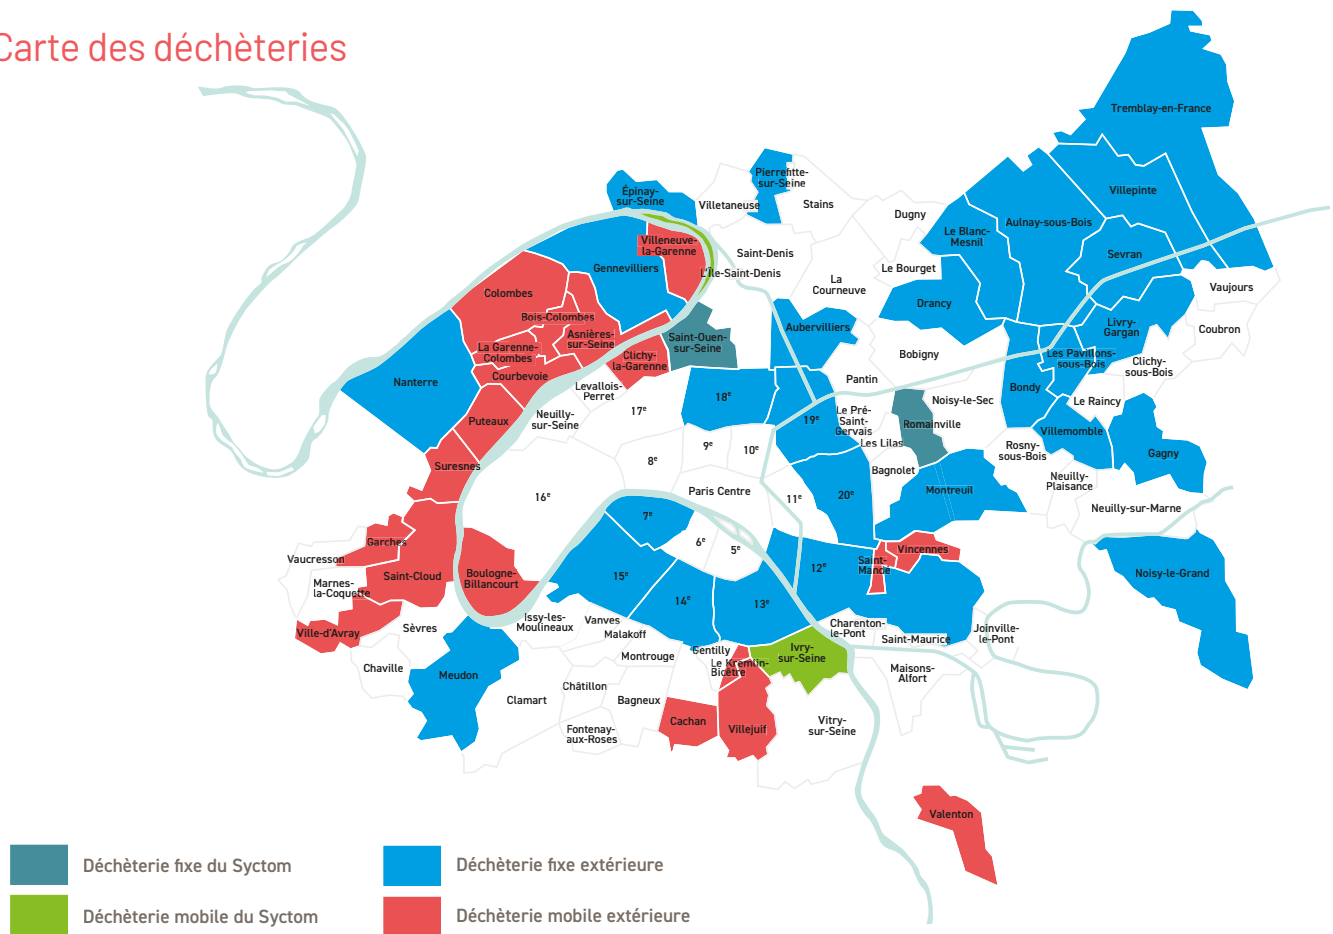 Carte des déchèteries
Tremblay-en-France
Pierrefitte-
sur-Seine
Épinay-
sur-Seine
Villetaneuse
Stains
Villepinte
Dugny
Aulnay-sous-Bois
Le Blanc-
Mesnil
Villeneuve-
la-Garenne
Saint-Denis
Sevran
Gennevilliers
L'Île-Saint-Denis
Le Bourget
La
Courneuve
Vaujours
Colombes
Drancy
Bois-Colombes
Aubervilliers
Livry-
Gargan
Coubron
Asnières-
sur-Seine
Saint-Ouen-
sur-Seine
La Garenne-
Colombes
Clichy-
la-Garenne
Bobigny
Les Pavillons-
sous-Bois
Clichy-
sous-Bois
Nanterre
Courbevoie
Levallois-
Perret
Pantin
Bondy
18e
17e
Noisy-le-Sec
Le Raincy
Puteaux
Neuilly-
sur-Seine
19e
Le Pré-
Saint-
Gervais
Romainville
Villemomble
Les Lilas
9e
10e
Rosny-
sous-Bois
Gagny
8e
Suresnes
Bagnolet
Neuilly-
Plaisance
Paris Centre
16e
11e
20e
Montreuil
Neuilly-sur-Marne
7e
6e
5e
Garches
Vaucresson
Vincennes
Saint-
Mandé
12e
Boulogne-
Billancourt
Saint-Cloud
15e
Noisy-le-Grand
Marnes-
la-Coquette
14e
13e
Issy-les-
Moulineaux
Vanves
Charenton-
le-Pont
Sèvres
Ville-d'Avray
Malakoff
Saint-Maurice
Joinville-
le-Pont
Gentilly
Ivry-
sur-Seine
Montrouge
Le Kremlin-
Bicêtre
Chaville
Meudon
Maisons-
Alfort
Châtillon
Clamart
Bagneux
Cachan
Villejuif
Vitry-
sur-Seine
Fontenay-
aux-Roses
Valenton
Déchèterie fixe du Syctom
Déchèterie fixe extérieure
Déchèterie mobile du Syctom
Déchèterie mobile extérieure